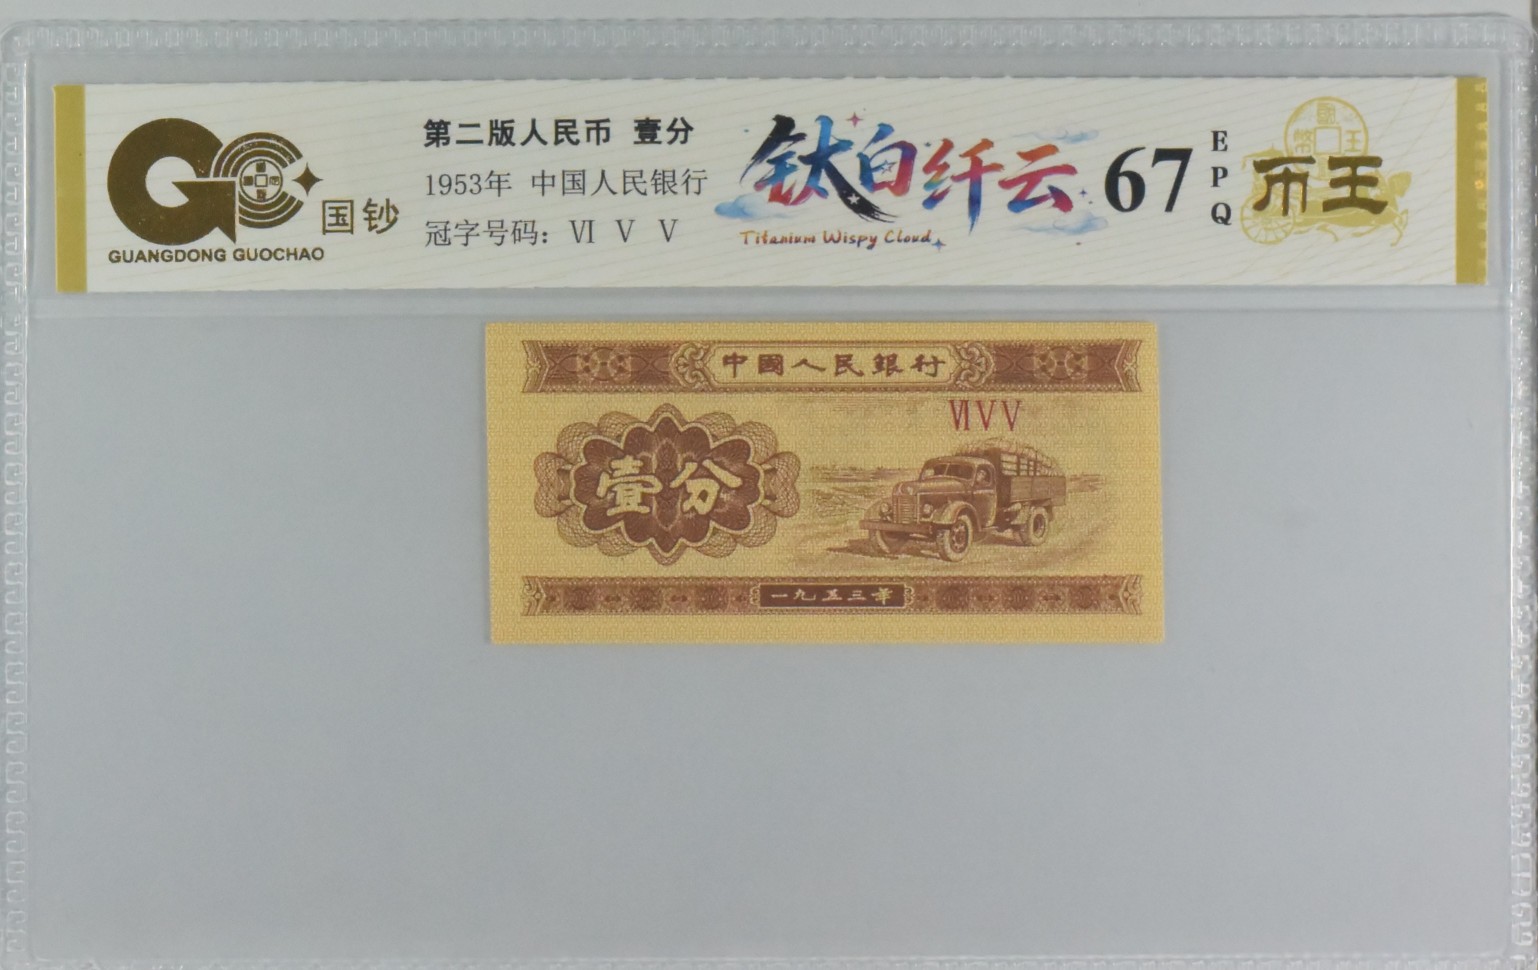 国钞
GUANGDONG GUOCHAO
第二版人民币 壹分
1953年 中国人民银行
冠字号码：Ⅵ Ⅴ Ⅴ
钛白纤云
Titanium Wispy Cloud
67
EPQ
币王
中國人民銀行
ⅥⅤⅤ
壹分
一九五三年